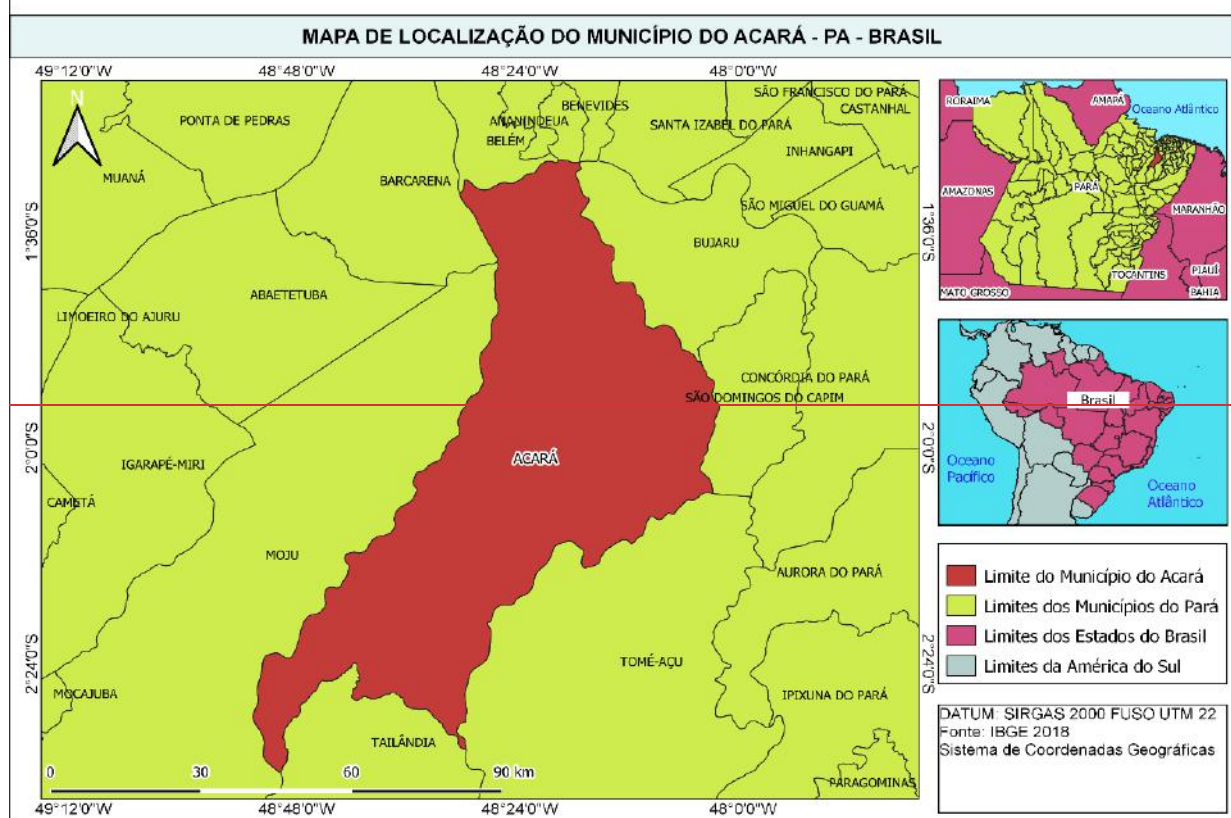 MAPA DE LOCALIZAÇÃO DO MUNICÍPIO DO ACARÁ - PA - BRASIL
49°12'0"W
48°48'0"W
48°24'0"W
48°0'0"W
N
PONTA DE PEDRAS
MUANÁ
BARCARENA
ANANINDEUA
BELÉM
BENEVIDES
SANTA IZABEL DO PARÁ
SÃO FRANCISCO DO PARÁ
CASTANHAL
INHANGAPI
SÃO MIGUEL DO GUAMÁ
BUJARU
1°36'0"S
1°36'0"S
ABAETETUBA
LIMOEIRO DO AJURU
CONCÓRDIA DO PARÁ
SÃO DOMINGOS DO CAPIM
2°0'0"S
2°0'0"S
IGARAPÉ-MIRI
ACARÁ
CAMETÁ
MOJU
AURORA DO PARÁ
2°24'0"S
2°24'0"S
TOMÉ-AÇU
MOCAJUBA
IPIXUNA DO PARÁ
TAILÂNDIA
PARAGOMINAS
0 30 60 90 km
49°12'0"W
48°48'0"W
48°24'0"W
48°0'0"W
RORAIMA
AMAPÁ
Oceano Atlântico
AMAZONAS
PARÁ
MARANHÃO
TOCANTINS
PIAUÍ
MATO GROSSO
BAHIA
Brasil
Oceano
Pacífico
Oceano
Atlântico
Limite do Município do Acará
Limites dos Municípios do Pará
Limites dos Estados do Brasil
Limites da América do Sul
DATUM: SIRGAS 2000 FUSO UTM 22
Fonte: IBGE 2018
Sistema de Coordenadas Geográficas